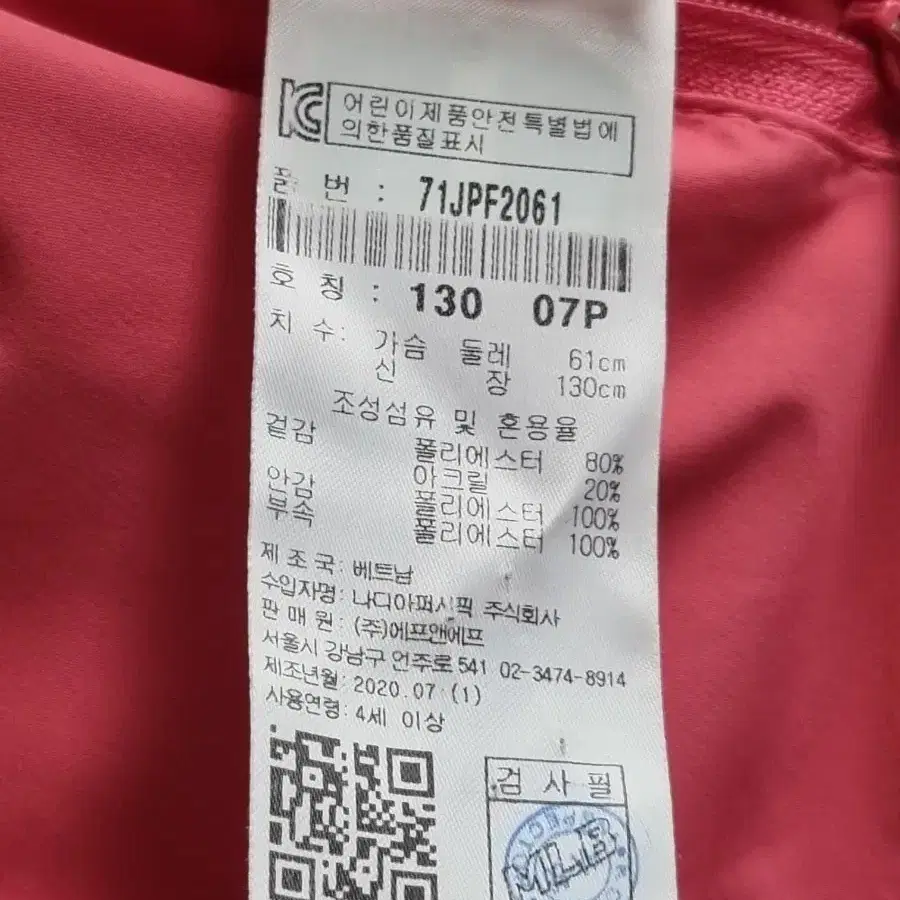 KC 어린이제품안전특별법에
의한품질표시
품 번 : 71JPF2061
호 칭 : 130 07P
치 수: 가슴 둘레 61cm
신 장 130cm
조성섬유 및 혼용율
겉감 폴리에스터 80%
아크릴 20%
안감 폴리에스터 100%
부속 폴리에스터 100%
제 조 국: 베트남
수입자명: 나디아퍼시픽 주식회사
판 매 원: (주)에프앤에프
서울시 강남구 언주로 541 02-3474-8914
제조년월: 2020.07 (1)
사용연령: 4세 이상
검 사 필
MLB